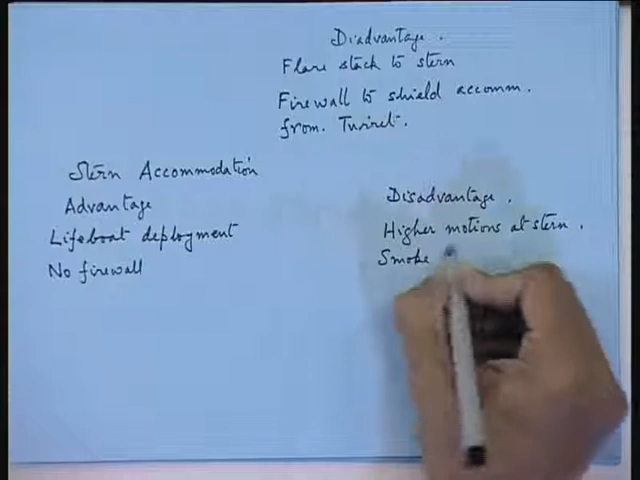 Disadvantage.
Flare stack to stern
Firewall to shield accomm.
from. Turret.
Stern Accommodation
Advantage
Lifeboat deployment
No firewall
Disadvantage.
Higher motions at stern.
Smoke